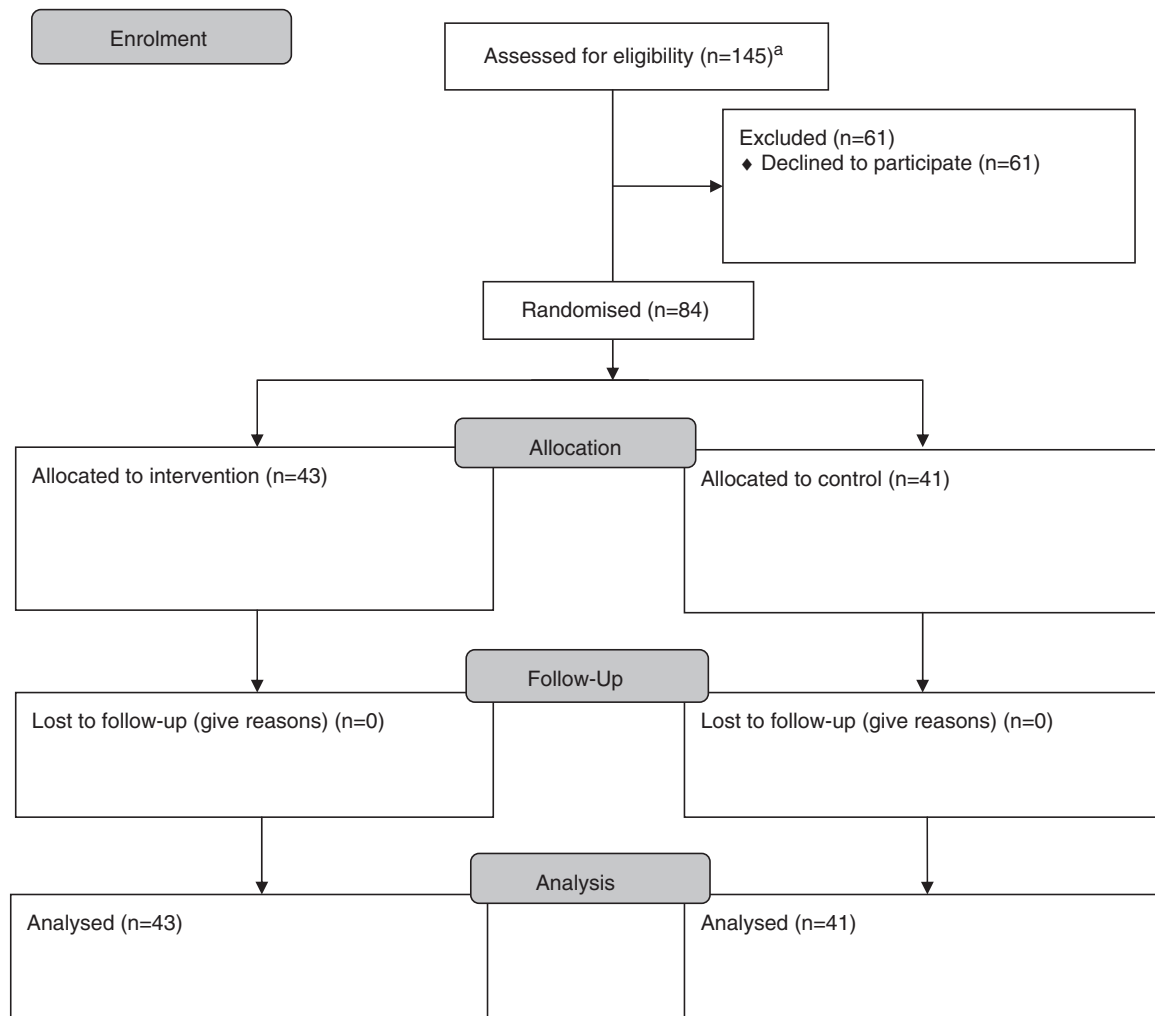 Enrolment
Assessed for eligibility (n=145)a
Excluded (n=61)
♦ Declined to participate (n=61)
Randomised (n=84)
Allocation
Allocated to intervention (n=43)
Allocated to control (n=41)
Follow-Up
Lost to follow-up (give reasons) (n=0)
Lost to follow-up (give reasons) (n=0)
Analysis
Analysed (n=43)
Analysed (n=41)